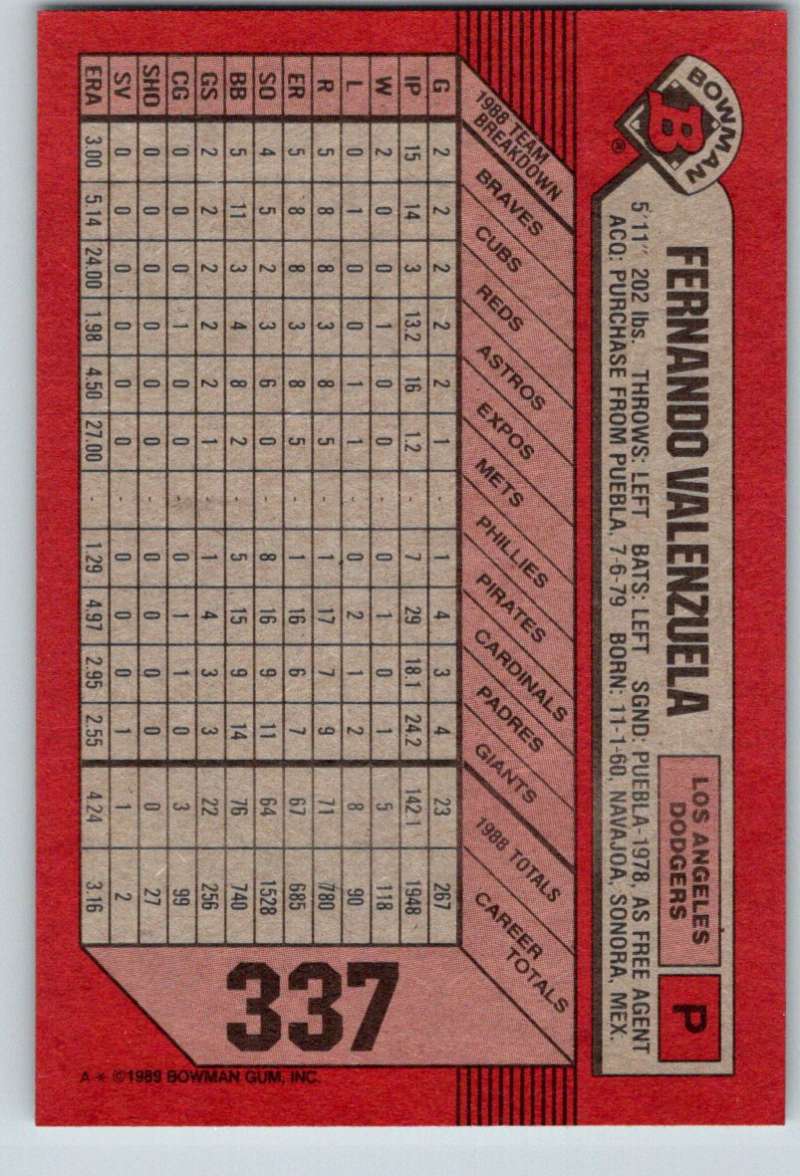 BOWMAN
B
®
FERNANDO VALENZUELA
LOS ANGELES
DODGERS
P
5'11" 202 lbs. THROWS: LEFT BATS: LEFT SGND: PUEBLA-1978, AS FREE AGENT
ACQ: PURCHASE FROM PUEBLA, 7-6-79 BORN: 11-1-60, NAVAJOA, SONORA, MEX.
1988 TEAM BREAKDOWN BRAVES CUBS REDS ASTROS EXPOS METS PHILLIES PIRATES CARDINALS PADRES GIANTS 1988 TOTALS CAREER TOTALS
G 2 2 2 2 2 1 - 1 4 3 4 23 267
IP 15 14 3 13.2 16 1.2 - 7 29 18.1 24.2 142.1 1948
W 2 0 0 1 0 0 - 0 1 0 1 5 118
L 0 1 0 0 1 1 - 0 2 1 2 8 90
R 5 8 8 3 8 5 - 1 17 7 9 71 780
ER 5 8 8 3 8 5 - 1 16 6 7 67 685
SO 4 5 2 3 6 0 - 8 16 9 11 64 1528
BB 5 11 3 4 8 2 - 5 15 9 14 76 740
GS 2 2 2 2 2 1 - 1 4 3 3 22 256
CG 0 0 0 1 0 0 - 0 1 1 0 3 99
SHO 0 0 0 0 0 0 - 0 0 0 0 0 27
SV 0 0 0 0 0 0 - 0 0 0 1 1 2
ERA 3.00 5.14 24.00 1.98 4.50 27.00 - 1.29 4.97 2.95 2.55 4.24 3.16
337
A * ©1989 BOWMAN GUM, INC.